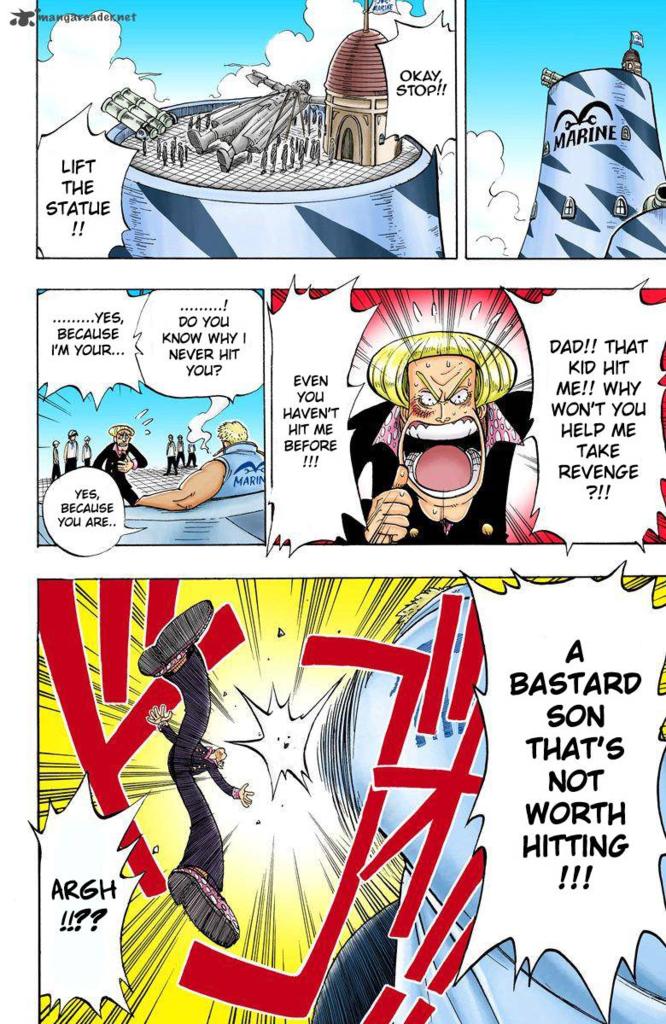 mangareader.net
MARINE
MARINE
OKAY,
STOP!!
LIFT
THE
STATUE
!!
DAD!! THAT
KID HIT
ME!! WHY
WON'T YOU
HELP ME
TAKE
REVENGE
?!!
EVEN
YOU
HAVEN'T
HIT ME
BEFORE
!!!
.........!
DO YOU
KNOW WHY I
NEVER HIT
YOU?
.........YES,
BECAUSE
I'M YOUR...
MARIN
YES,
BECAUSE
YOU ARE..
A
BASTARD
SON
THAT'S
NOT
WORTH
HITTING
!!!
ARGH
!!??